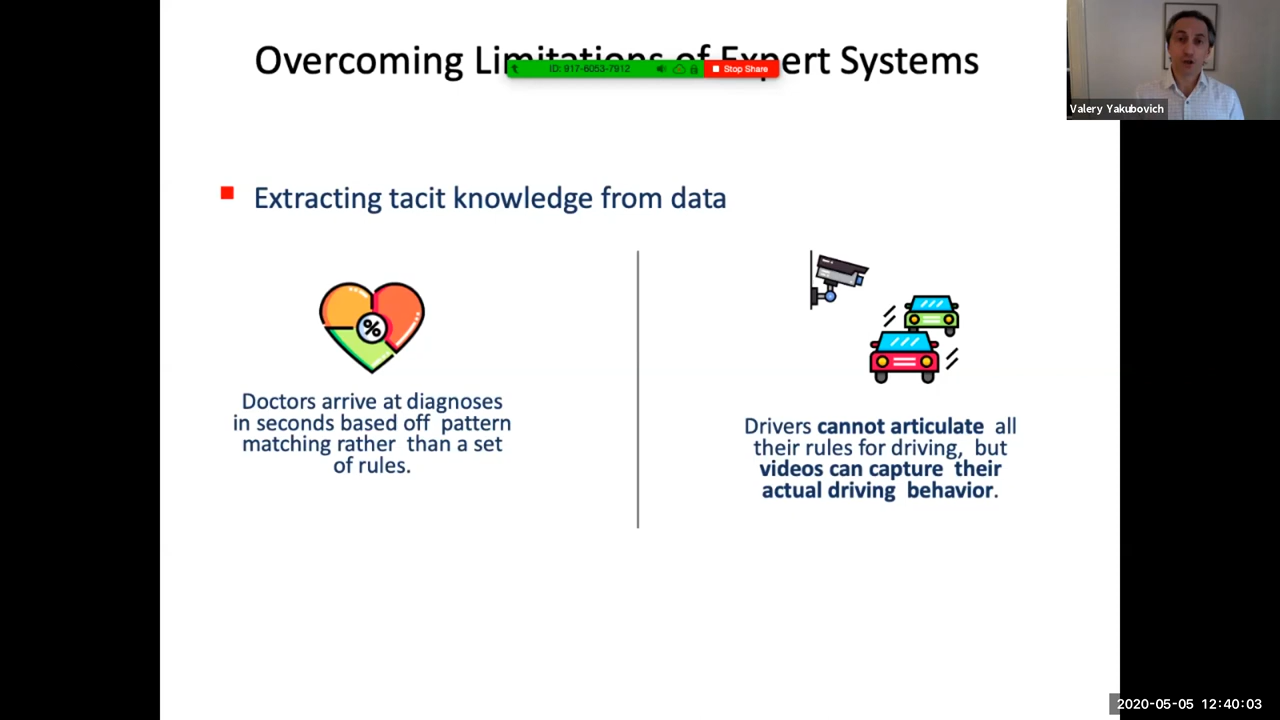 Overcoming Limitations of Expert Systems
ID: 917-6053-7912
Stop Share
Valery Yakubovich
Extracting tacit knowledge from data
%
Doctors arrive at diagnoses
in seconds based off pattern
matching rather than a set
of rules.
Drivers cannot articulate all
their rules for driving, but
videos can capture their
actual driving behavior.
2020-05-05 12:40:03